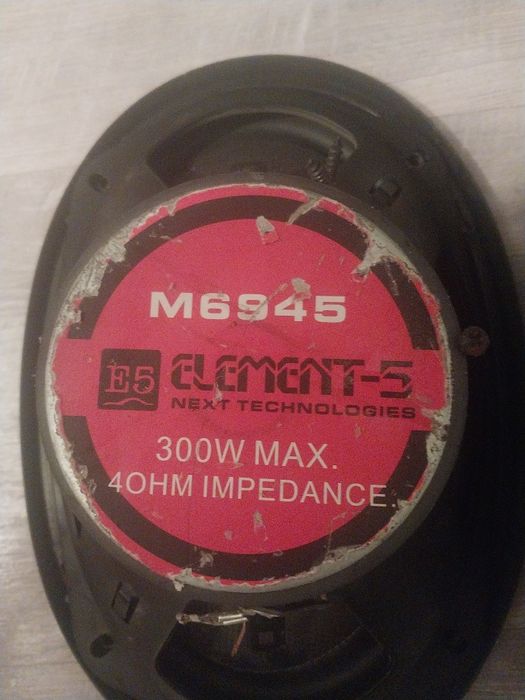 M6945
E5 ELEMENT-5
NEXT TECHNOLOGIES
300W MAX.
4OHM IMPEDANCE.